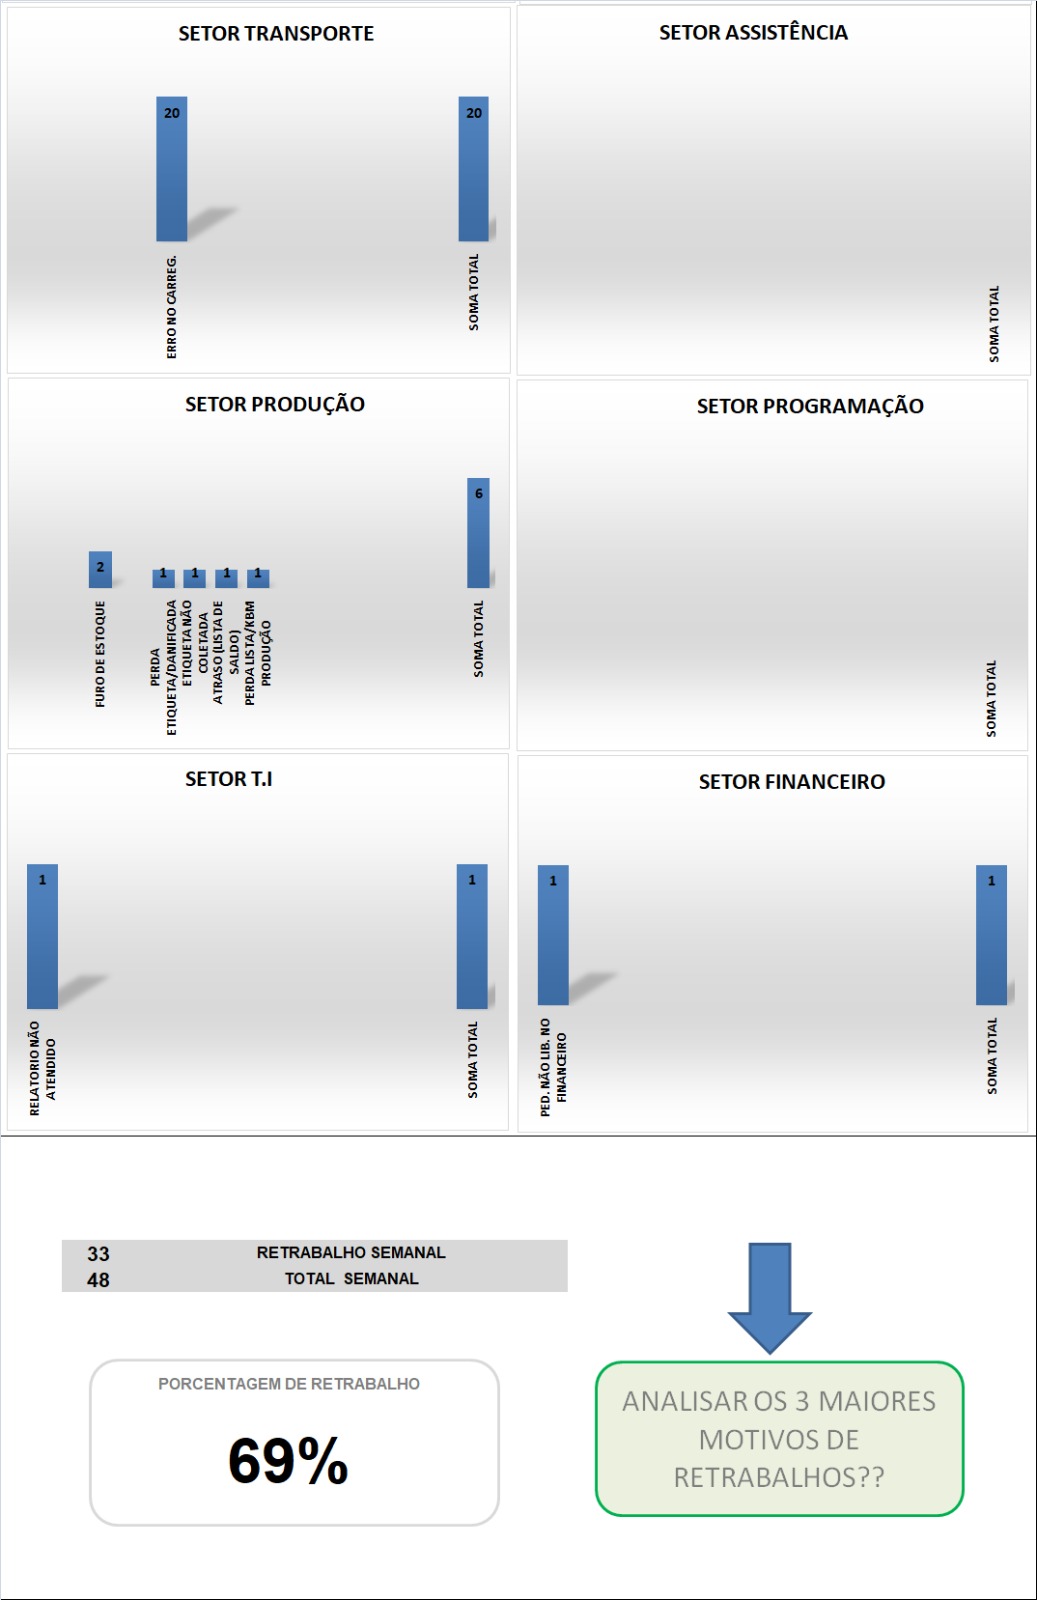 SETOR TRANSPORTE
20
20
ERRO NO CARREG.
SOMA TOTAL
SETOR ASSISTÊNCIA
SOMA TOTAL
SETOR PRODUÇÃO
2
1
1
1
1
6
FURO DE ESTOQUE
PERDA
ETIQUETA/DANIFICADA
ETIQUETA NÃO
COLETADA
ATRASO (LISTA DE
SALDO)
PERDA LISTA/KBM
PRODUÇÃO
SOMA TOTAL
SETOR PROGRAMAÇÃO
SOMA TOTAL
SETOR T.I
1
1
RELATORIO NÃO
ATENDIDO
SOMA TOTAL
SETOR FINANCEIRO
1
1
PED. NÃO LIB. NO
FINANCEIRO
SOMA TOTAL
33 RETRABALHO SEMANAL
48 TOTAL SEMANAL
PORCENTAGEM DE RETRABALHO
69%
ANALISAR OS 3 MAIORES
MOTIVOS DE
RETRABALHOS??